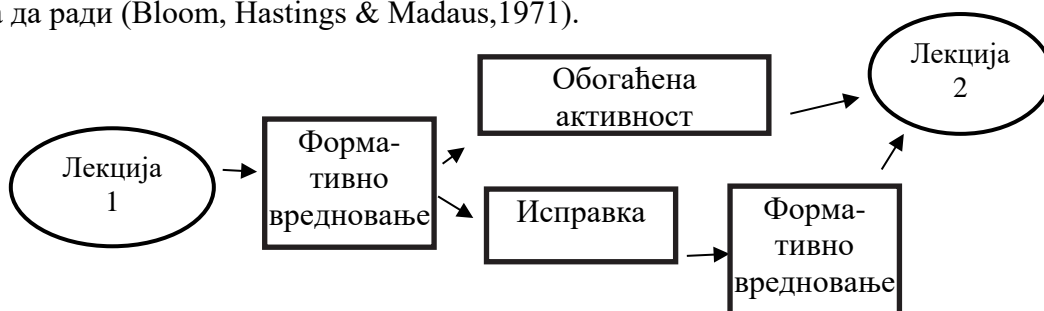 а да ради (Bloom, Hastings & Madaus,1971).
Лекција
1
Форма-
тивно
вредновање
Обогаћена
активност
Исправка
Форма-
тивно
вредновање
Лекција
2